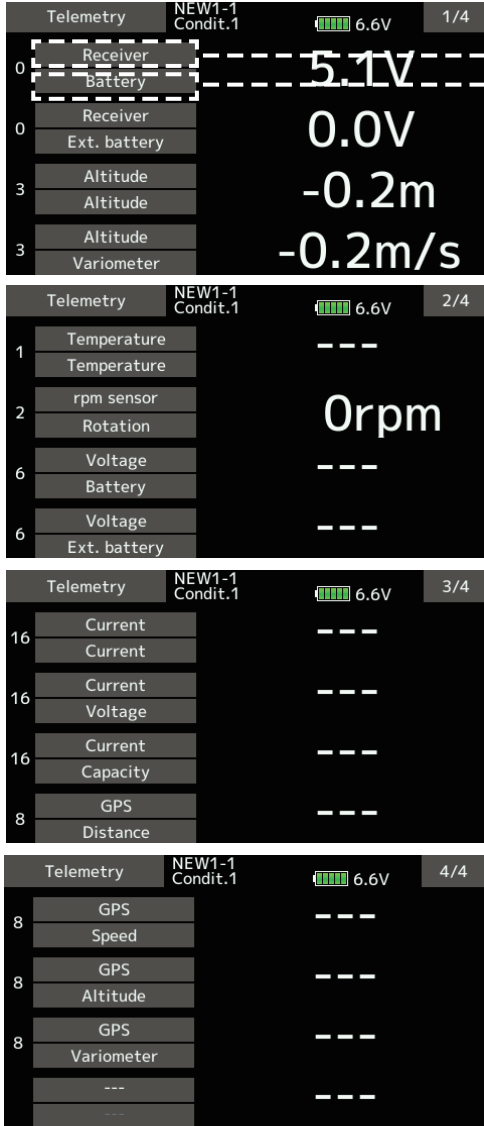 Telemetry NEW1-1 Condit.1 6.6V 1/4
0 Receiver 5.1V
Battery
0 Receiver 0.0V
Ext. battery
3 Altitude -0.2m
Altitude
3 Altitude -0.2m/s
Variometer
Telemetry NEW1-1 Condit.1 6.6V 2/4
1 Temperature ---
Temperature
2 rpm sensor 0rpm
Rotation
6 Voltage ---
Battery
6 Voltage ---
Ext. battery
Telemetry NEW1-1 Condit.1 6.6V 3/4
16 Current ---
Current
16 Current ---
Voltage
16 Current ---
Capacity
8 GPS ---
Distance
Telemetry NEW1-1 Condit.1 6.6V 4/4
8 GPS ---
Speed
8 GPS ---
Altitude
8 GPS ---
Variometer
--- ---
---